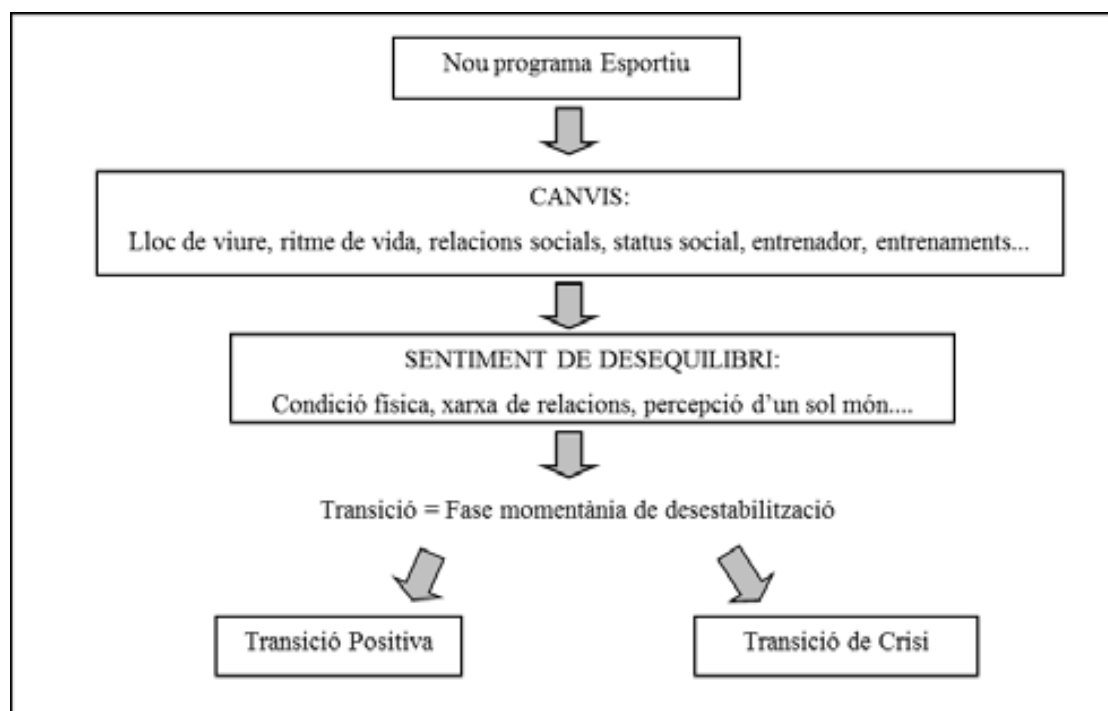 Nou programa Esportiu
CANVIS:
Lloc de viure, ritme de vida, relacions socials, status social, entrenador, entrenaments...
SENTIMENT DE DESEQUILIBRI:
Condició física, xarxa de relacions, percepció d'un sol món....
Transició = Fase momentània de desestabilització
Transició Positiva
Transició de Crisi